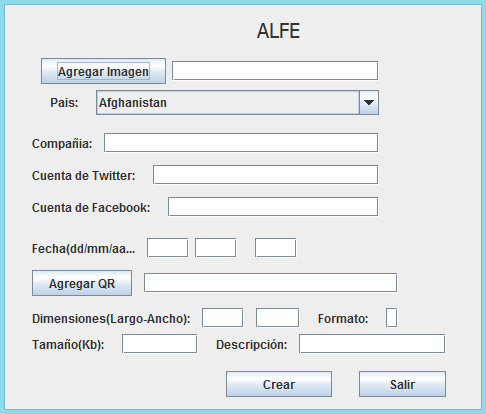 ALFE
Agregar Imagen
Pais: Afghanistan
Compañia:
Cuenta de Twitter:
Cuenta de Facebook:
Fecha(dd/mm/aa...
Agregar QR
Dimensiones(Largo-Ancho): Formato:
Tamaño(Kb): Descripción:
Crear Salir